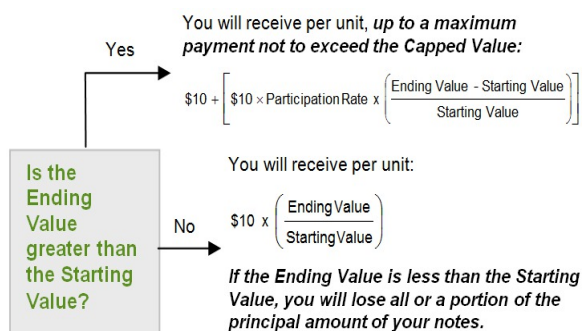 You will receive per unit, up to a maximum
payment not to exceed the Capped Value:
Yes
$10 + [$10 × Participation Rate x (Ending Value - Starting Value / Starting Value)]
Is the
Ending
Value
greater than
the Starting
Value?
No
You will receive per unit:
$10 x (Ending Value / Starting Value)
If the Ending Value is less than the Starting
Value, you will lose all or a portion of the
principal amount of your notes.